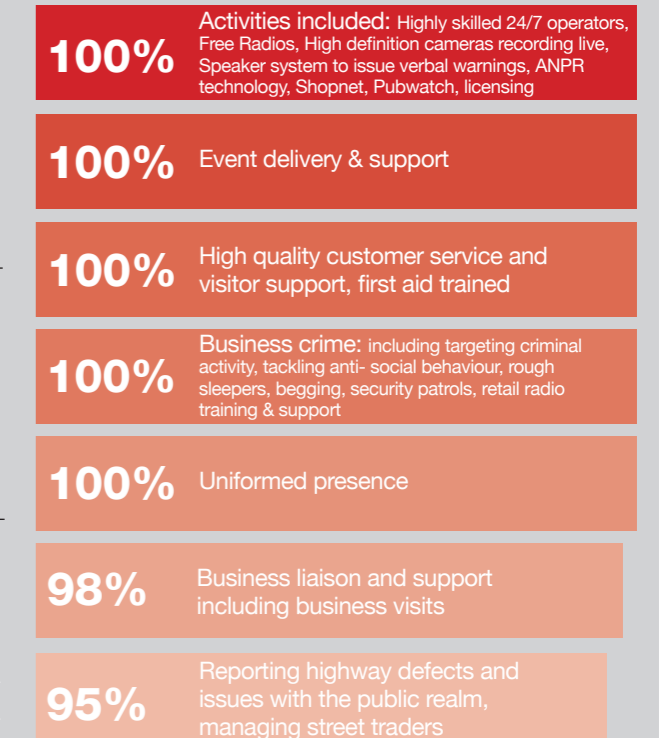 100%
Activities included: Highly skilled 24/7 operators,
Free Radios, High definition cameras recording live,
Speaker system to issue verbal warnings, ANPR
technology, Shopnet, Pubwatch, licensing
100%
Event delivery & support
100%
High quality customer service and
visitor support, first aid trained
100%
Business crime: including targeting criminal
activity, tackling anti- social behaviour, rough
sleepers, begging, security patrols, retail radio
training & support
100%
Uniformed presence
98%
Business liaison and support
including business visits
95%
Reporting highway defects and
issues with the public realm,
managing street traders